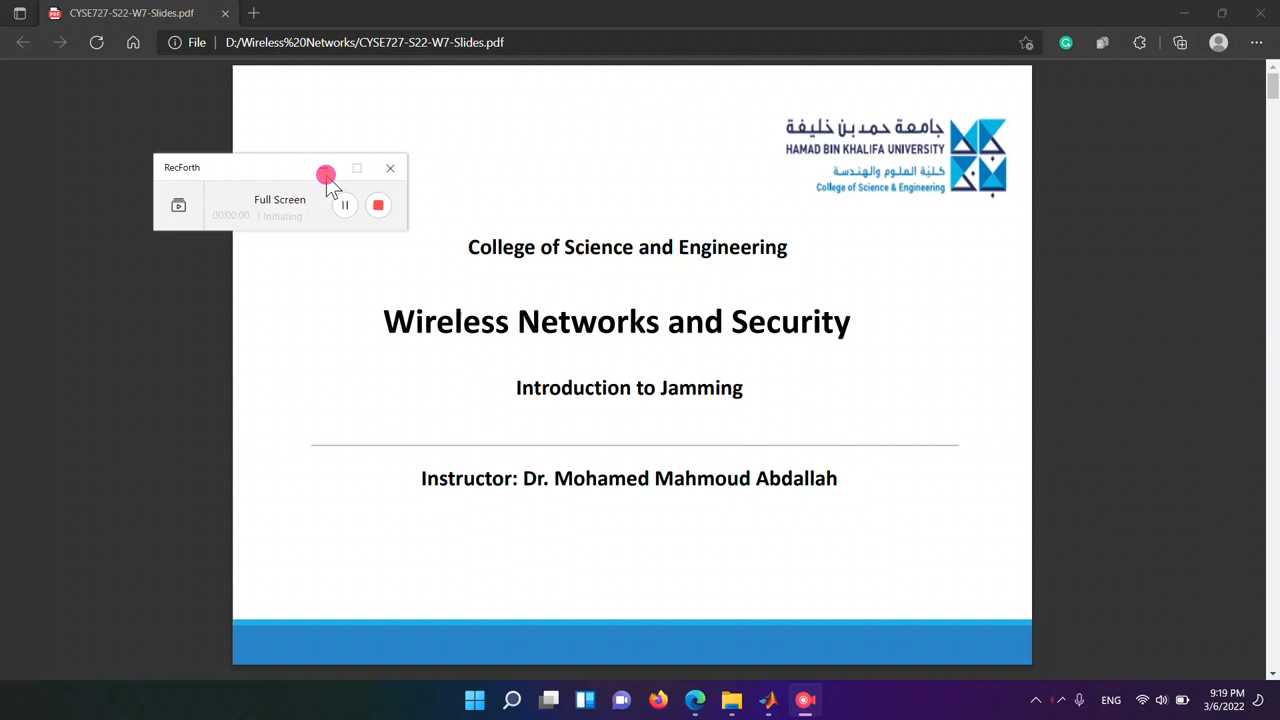 CYSE727-S22-W7-Slides.pdf
File
D:/Wireless%20Networks/CYSE727-S22-W7-Slides.pdf
جامعة حمد بن خليفة
HAMAD BIN KHALIFA UNIVERSITY
كليّة العلوم والهندسة
College of Science & Engineering
RecForth
Full Screen
00:00:00
Initiating
College of Science and Engineering
Wireless Networks and Security
Introduction to Jamming
Instructor: Dr. Mohamed Mahmoud Abdallah
ENG
9:19 PM
3/6/2022